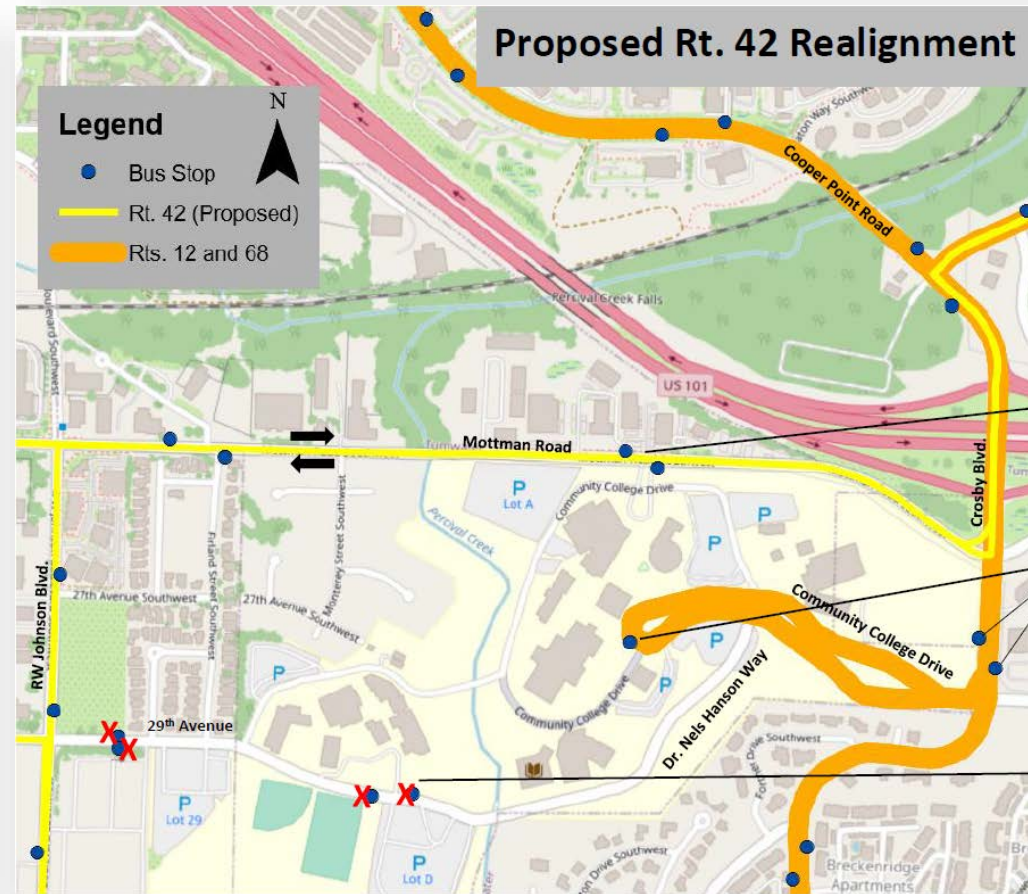 Proposed Rt. 42 Realignment
Legend
N
Bus Stop
Rt. 42 (Proposed)
Rts. 12 and 68
Cooper Point Road
Percival Creek Falls
US 101
Mottman Road
Crosby Blvd.
P
Lot A
Community College Drive
P
P
Percival Creek
Monterey Street Southwest
Firland Street Southwest
27th Avenue Southwest
27th Avenue Southwest
RW Johnson Blvd.
Community College Drive
P
P
P
Community College Drive
Dr. Nels Hanson Way
29th Avenue
X
X
X
X
P
Lot 29
P
Lot D
Breckenridge
Apartments